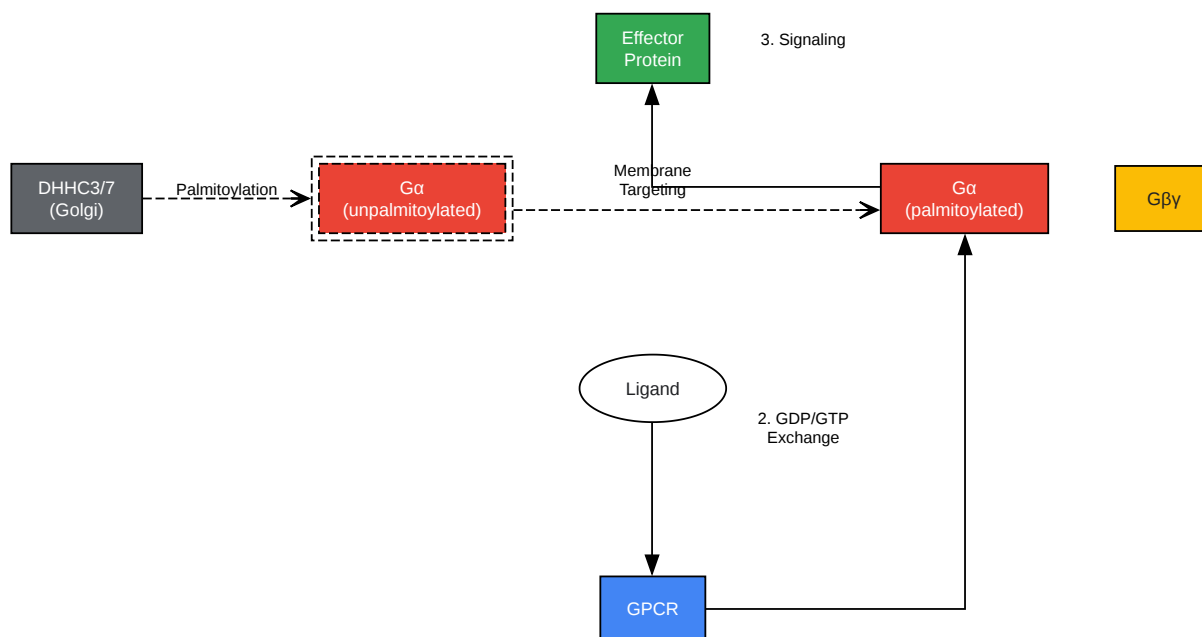 Effector
Protein
3. Signaling
DHHC3/7
(Golgi)
Palmitoylation
Gα
(unpalmitoylated)
Membrane
Targeting
Gα
(palmitoylated)
Gβγ
Ligand
2. GDP/GTP
Exchange
GPCR